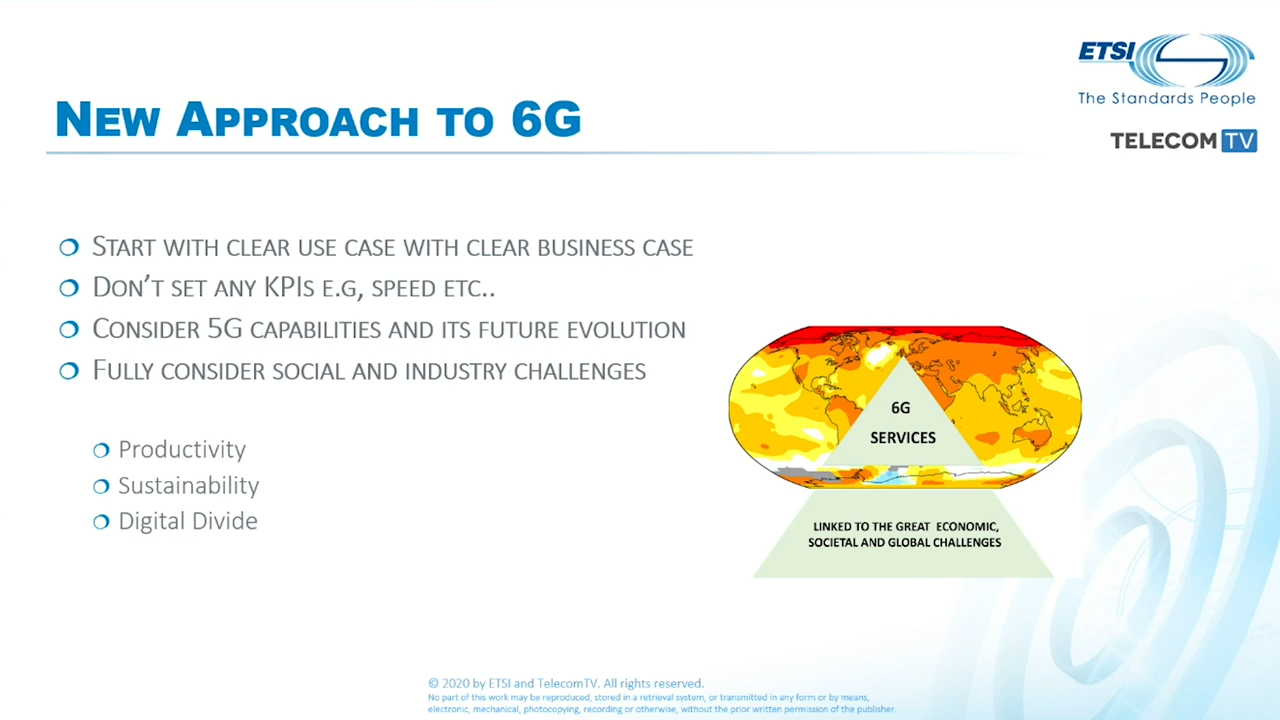 ETSI
The Standards People
TELECOM TV
NEW APPROACH TO 6G
START WITH CLEAR USE CASE WITH CLEAR BUSINESS CASE
DON'T SET ANY KPIS E.G, SPEED ETC..
CONSIDER 5G CAPABILITIES AND ITS FUTURE EVOLUTION
FULLY CONSIDER SOCIAL AND INDUSTRY CHALLENGES
Productivity
Sustainability
Digital Divide
6G
SERVICES
LINKED TO THE GREAT ECONOMIC,
SOCIETAL AND GLOBAL CHALLENGES
© 2020 by ETSI and TelecomTV. All rights reserved.
No part of this work may be reproduced, stored in a retrieval system, or transmitted in any form or by means,
electronic, mechanical, photocopying, recording or otherwise, without the prior written permission of the publisher.